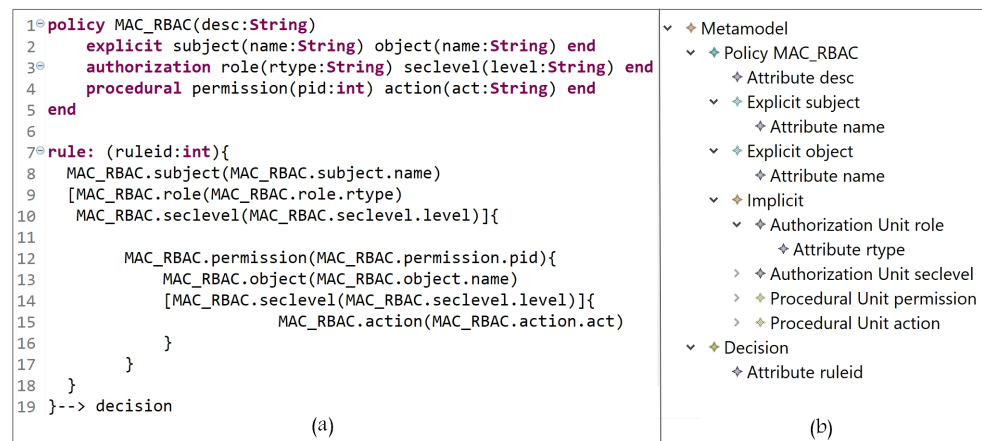 1 policy MAC_RBAC(desc:String)
2 explicit subject(name:String) object(name:String) end
3 authorization role(rtype:String) seclevel(level:String) end
4 procedural permission(pid:int) action(act:String) end
5 end
6
7 rule: (ruleid:int){
8 MAC_RBAC.subject(MAC_RBAC.subject.name)
9 [MAC_RBAC.role(MAC_RBAC.role.rtype)
10 MAC_RBAC.seclevel(MAC_RBAC.seclevel.level)]{
11
12 MAC_RBAC.permission(MAC_RBAC.permission.pid){
13 MAC_RBAC.object(MAC_RBAC.object.name)
14 [MAC_RBAC.seclevel(MAC_RBAC.seclevel.level)]{
15 MAC_RBAC.action(MAC_RBAC.action.act)
16 }
17 }
18 }
19 }--> decision
(a)
Metamodel
Policy MAC_RBAC
Attribute desc
Explicit subject
Attribute name
Explicit object
Attribute name
Implicit
Authorization Unit role
Attribute rtype
Authorization Unit seclevel
Procedural Unit permission
Procedural Unit action
Decision
Attribute ruleid
(b)